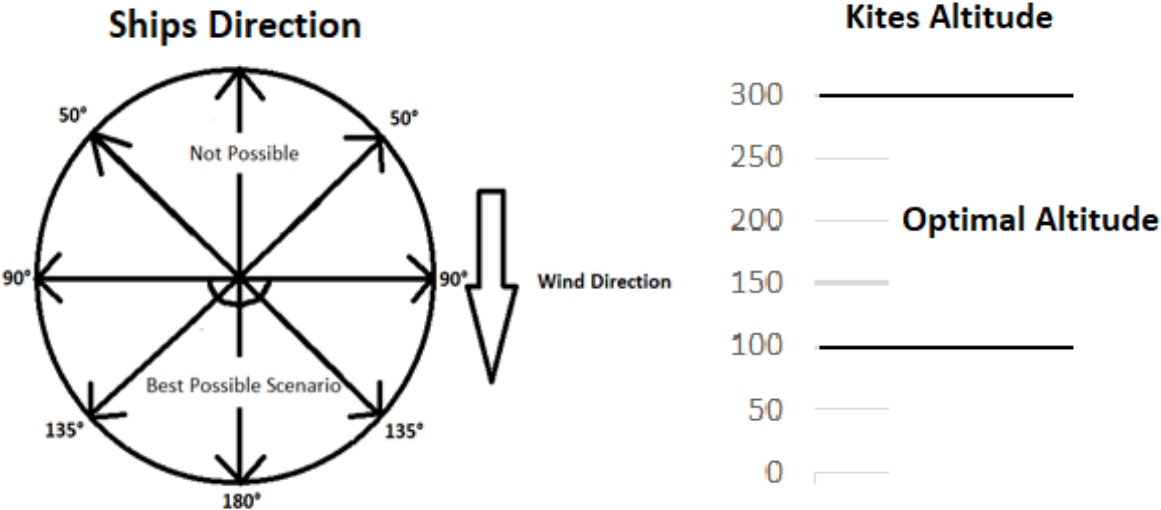 Ships Direction
50°
50°
Not Possible
90°
90°
Wind Direction
Best Possible Scenario
135°
135°
180°
Kites Altitude
300
250
200
Optimal Altitude
150
100
50
0